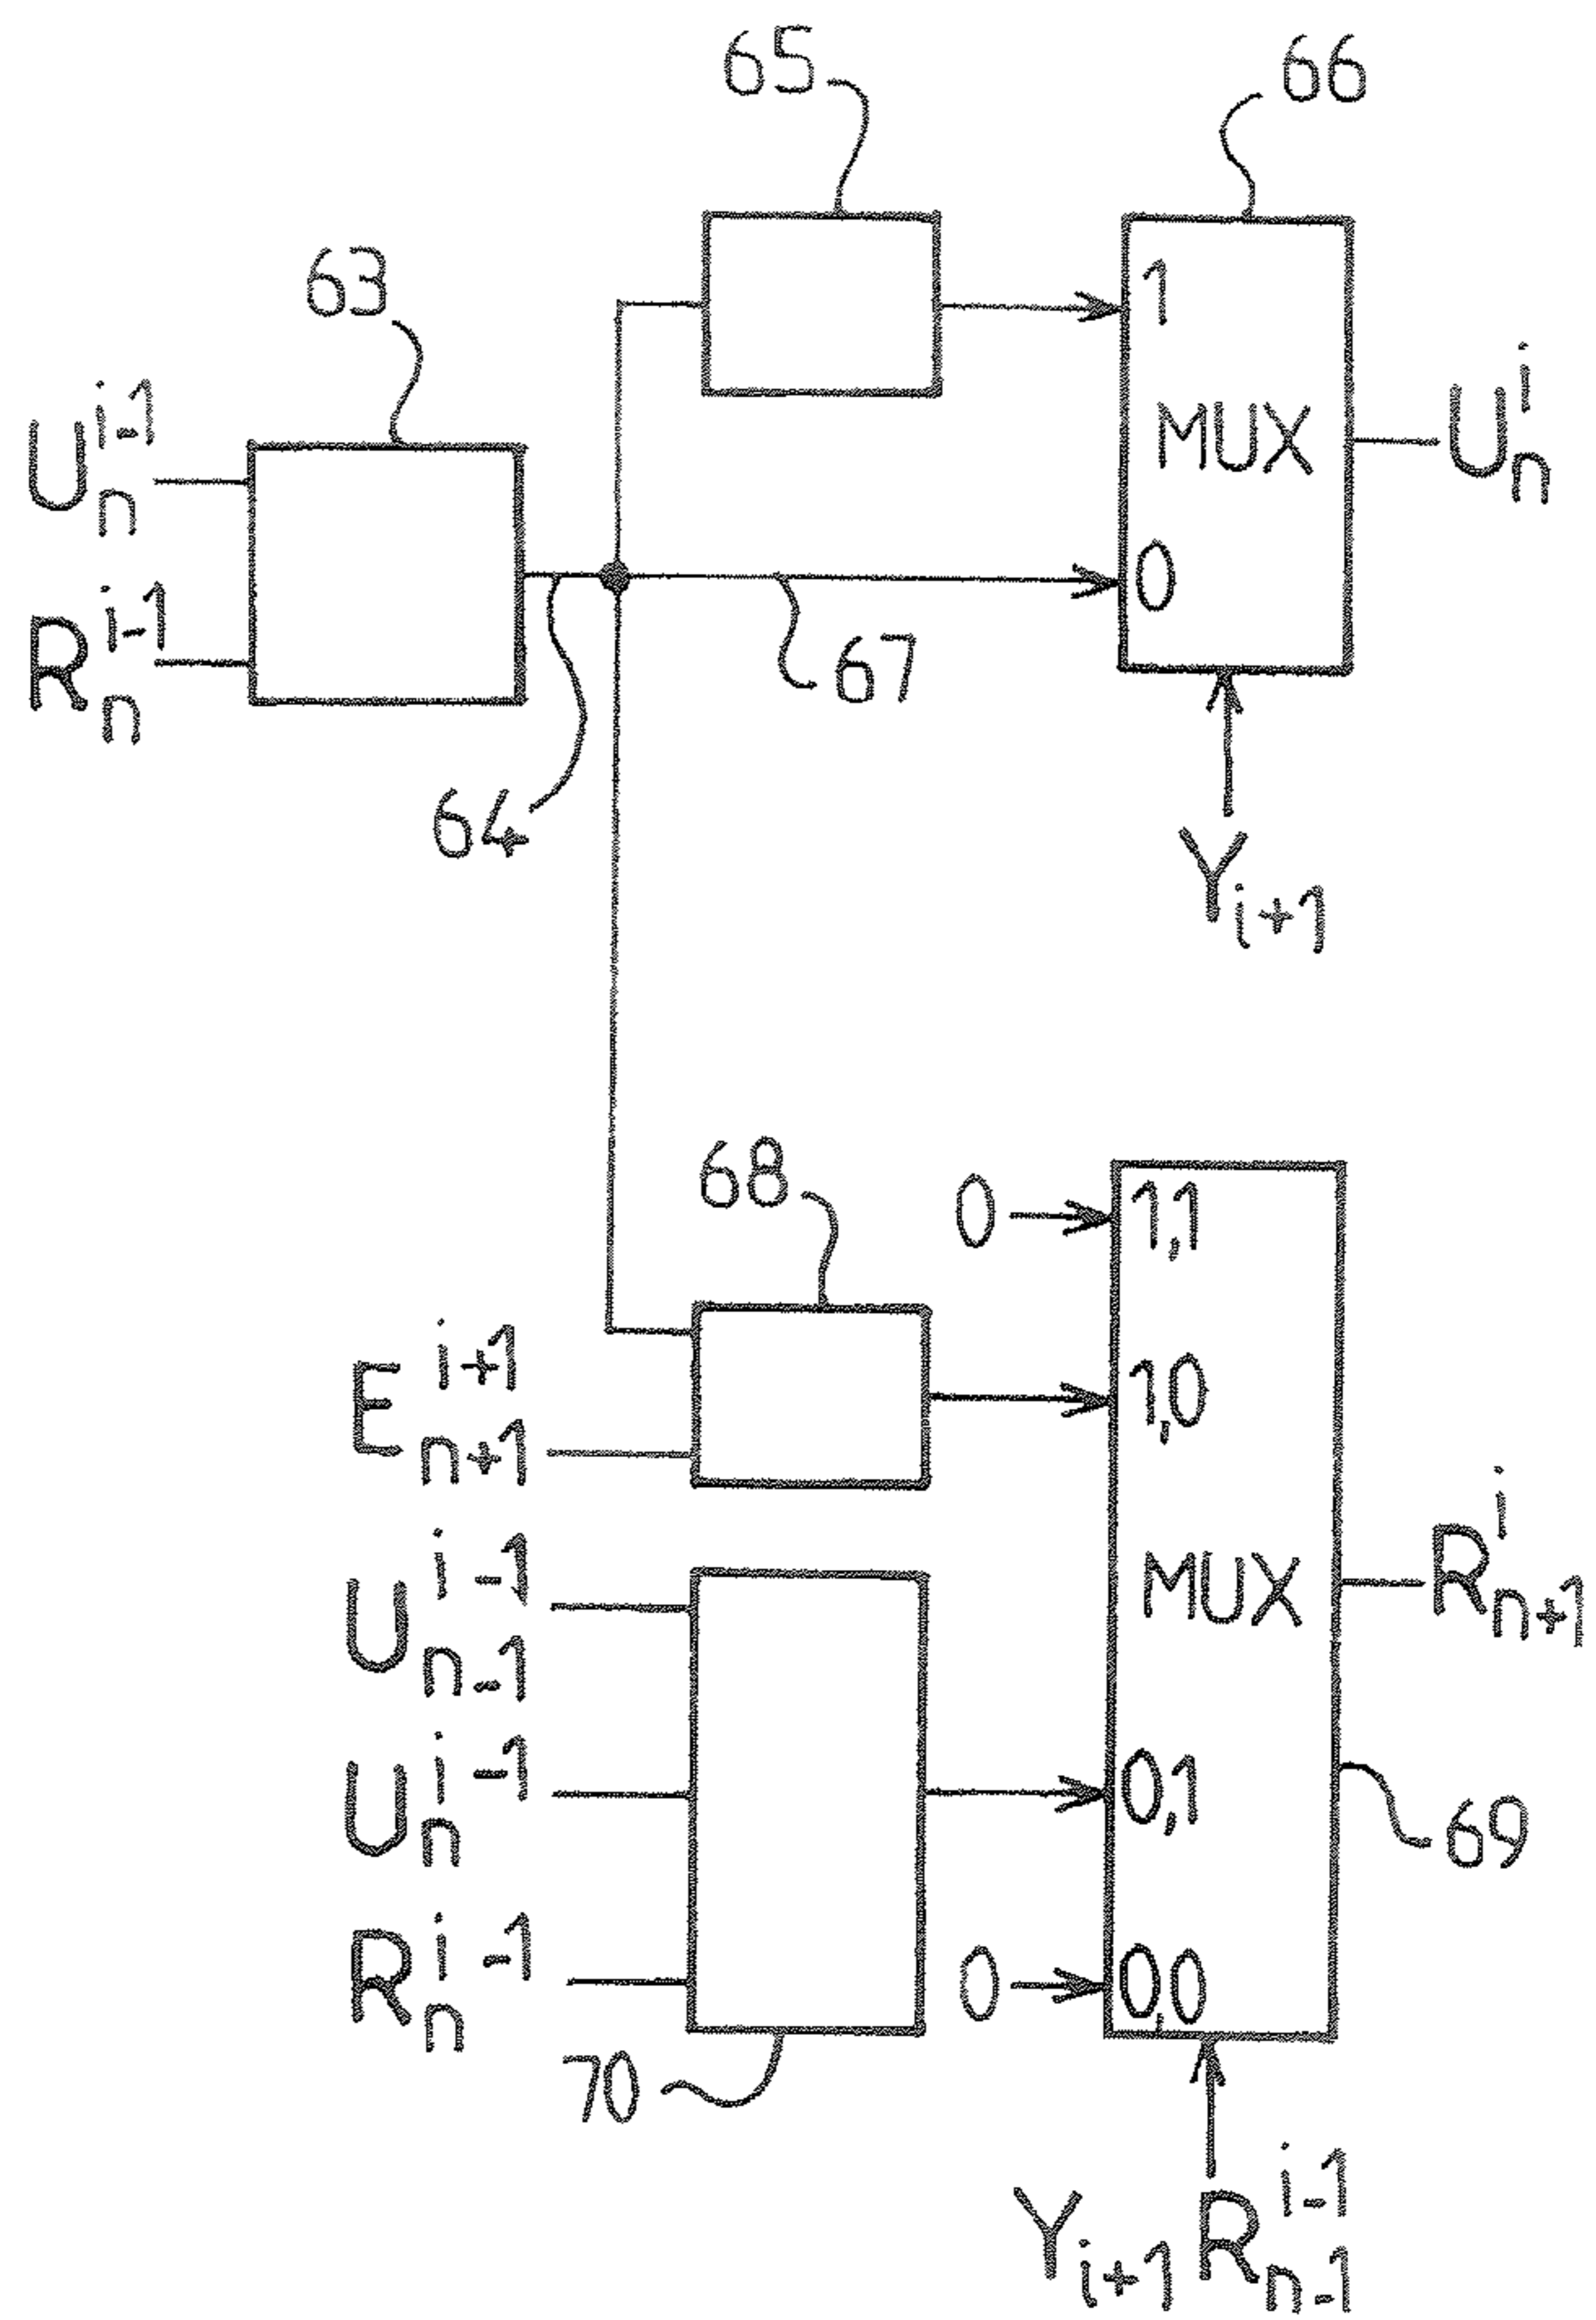 65
66
63
1
U_n^{i-1}
MUX
U_n^i
0
R_n^{i-1}
67
64
Y_{i+1}
68
0
1,1
1,0
E_{n+1}^{i+1}
U_{n-1}^{i-1}
MUX
R_{n+1}^i
U_n^{i-1}
0,1
69
R_n^{i-1}
0
0,0
70
Y_{i+1} R_{n-1}^{i-1}